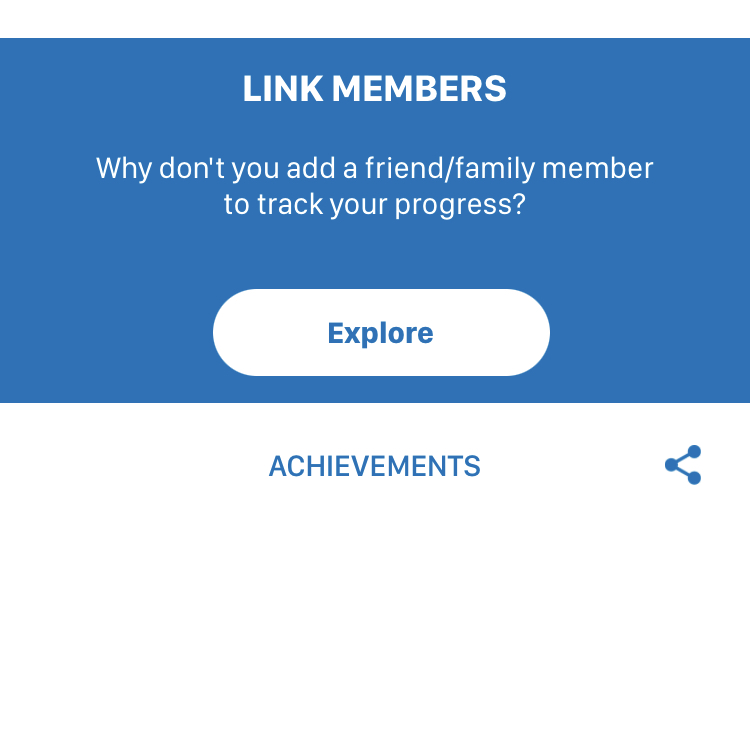 LINK MEMBERS
Why don't you add a friend/family member
to track your progress?
Explore
ACHIEVEMENTS